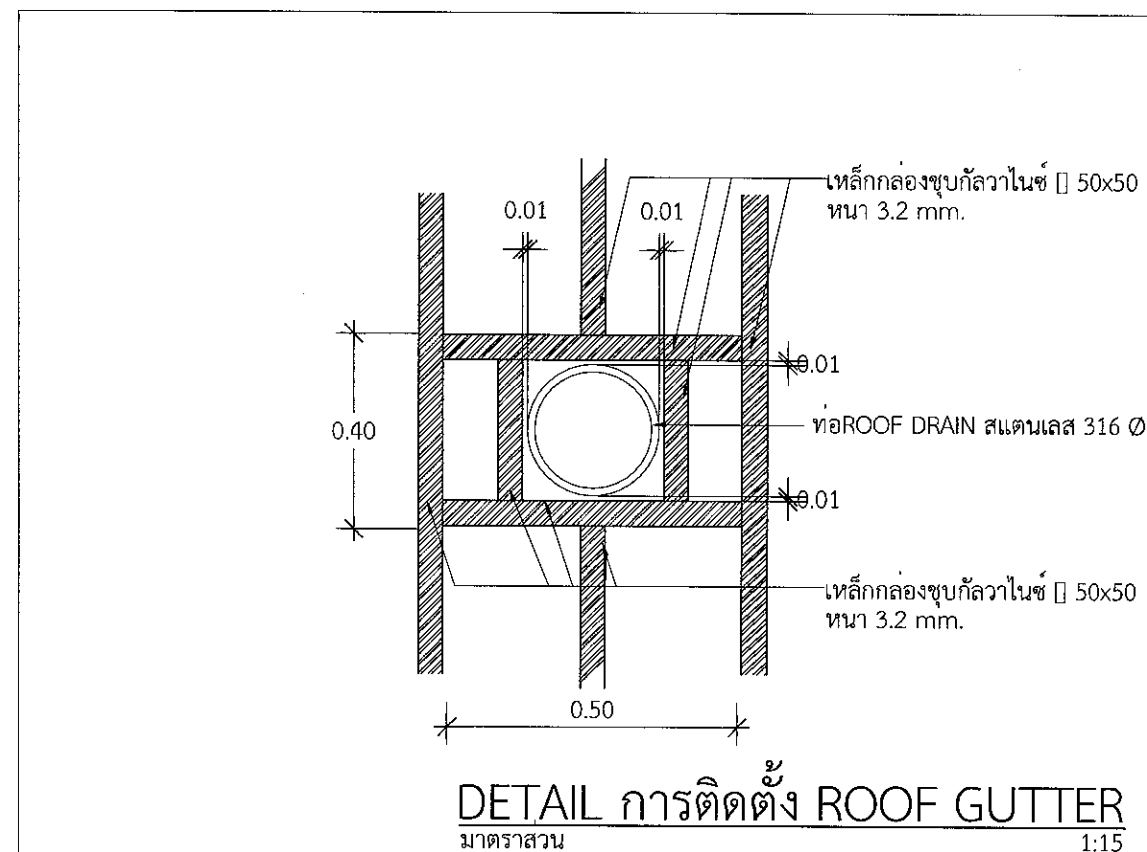 เหล็กกล่องชุบกัลวาไนซ์ [] 50x50
หนา 3.2 mm.
0.01 0.01
0.01
0.40
ท่อROOF DRAIN สแตนเลส 316 Ø
0.01
เหล็กกล่องชุบกัลวาไนซ์ [] 50x50
หนา 3.2 mm.
0.50
DETAIL การติดตั้ง ROOF GUTTER
มาตราสวน 1:15